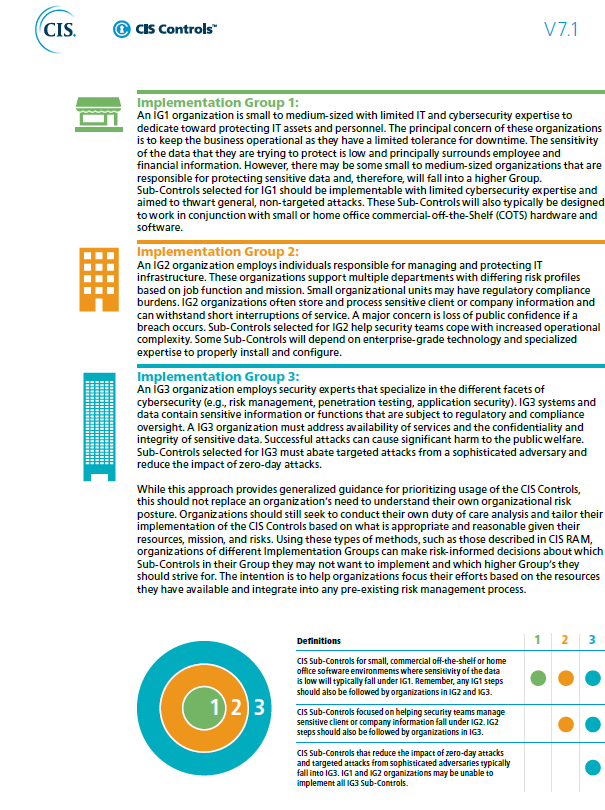 CIS.
CIS Controls™
V7.1
Implementation Group 1:
An IG1 organization is small to medium-sized with limited IT and cybersecurity expertise to
dedicate toward protecting IT assets and personnel. The principal concern of these organizations
is to keep the business operational as they have a limited tolerance for downtime. The sensitivity
of the data that they are trying to protect is low and principally surrounds employee and
financial information. However, there may be some small to medium-sized organizations that are
responsible for protecting sensitive data and, therefore, will fall into a higher Group.
Sub-Controls selected for IG1 should be implementable with limited cybersecurity expertise and
aimed to thwart general, non-targeted attacks. These Sub-Controls will also typically be designed
to work in conjunction with small or home office commercial-off-the-Shelf (COTS) hardware and
software.
Implementation Group 2:
An IG2 organization employs individuals responsible for managing and protecting IT
infrastructure. These organizations support multiple departments with differing risk profiles
based on job function and mission. Small organizational units may have regulatory compliance
burdens. IG2 organizations often store and process sensitive client or company information and
can withstand short interruptions of service. A major concern is loss of public confidence if a
breach occurs. Sub-Controls selected for IG2 help security teams cope with increased operational
complexity. Some Sub-Controls will depend on enterprise-grade technology and specialized
expertise to properly install and configure.
Implementation Group 3:
An IG3 organization employs security experts that specialize in the different facets of
cybersecurity (e.g., risk management, penetration testing, application security). IG3 systems and
data contain sensitive information or functions that are subject to regulatory and compliance
oversight. A IG3 organization must address availability of services and the confidentiality and
integrity of sensitive data. Successful attacks can cause significant harm to the public welfare.
Sub-Controls selected for IG3 must abate targeted attacks from a sophisticated adversary and
reduce the impact of zero-day attacks.
While this approach provides generalized guidance for prioritizing usage of the CIS Controls,
this should not replace an organization's need to understand their own organizational risk
posture. Organizations should still seek to conduct their own duty of care analysis and tailor their
implementation of the CIS Controls based on what is appropriate and reasonable given their
resources, mission, and risks. Using these types of methods, such as those described in CIS RAM,
organizations of different Implementation Groups can make risk-informed decisions about which
Sub-Controls in their Group they may not want to implement and which higher Group's they
should strive for. The intention is to help organizations focus their efforts based on the resources
they have available and integrate into any pre-existing risk management process.
1 2 3
Definitions 1 2 3
CIS Sub-Controls for small, commercial off-the-shelf or home
office software environments where sensitivity of the data
is low will typically fall under IG1. Remember, any IG1 steps
should also be followed by organizations in IG2 and IG3.
CIS Sub-Controls focused on helping security teams manage
sensitive client or company information fall under IG2. IG2
steps should also be followed by organizations in IG3.
CIS Sub-Controls that reduce the impact of zero-day attacks
and targeted attacks from sophisticated adversaries typically
fall into IG3. IG1 and IG2 organizations may be unable to
implement all IG3 Sub-Controls.